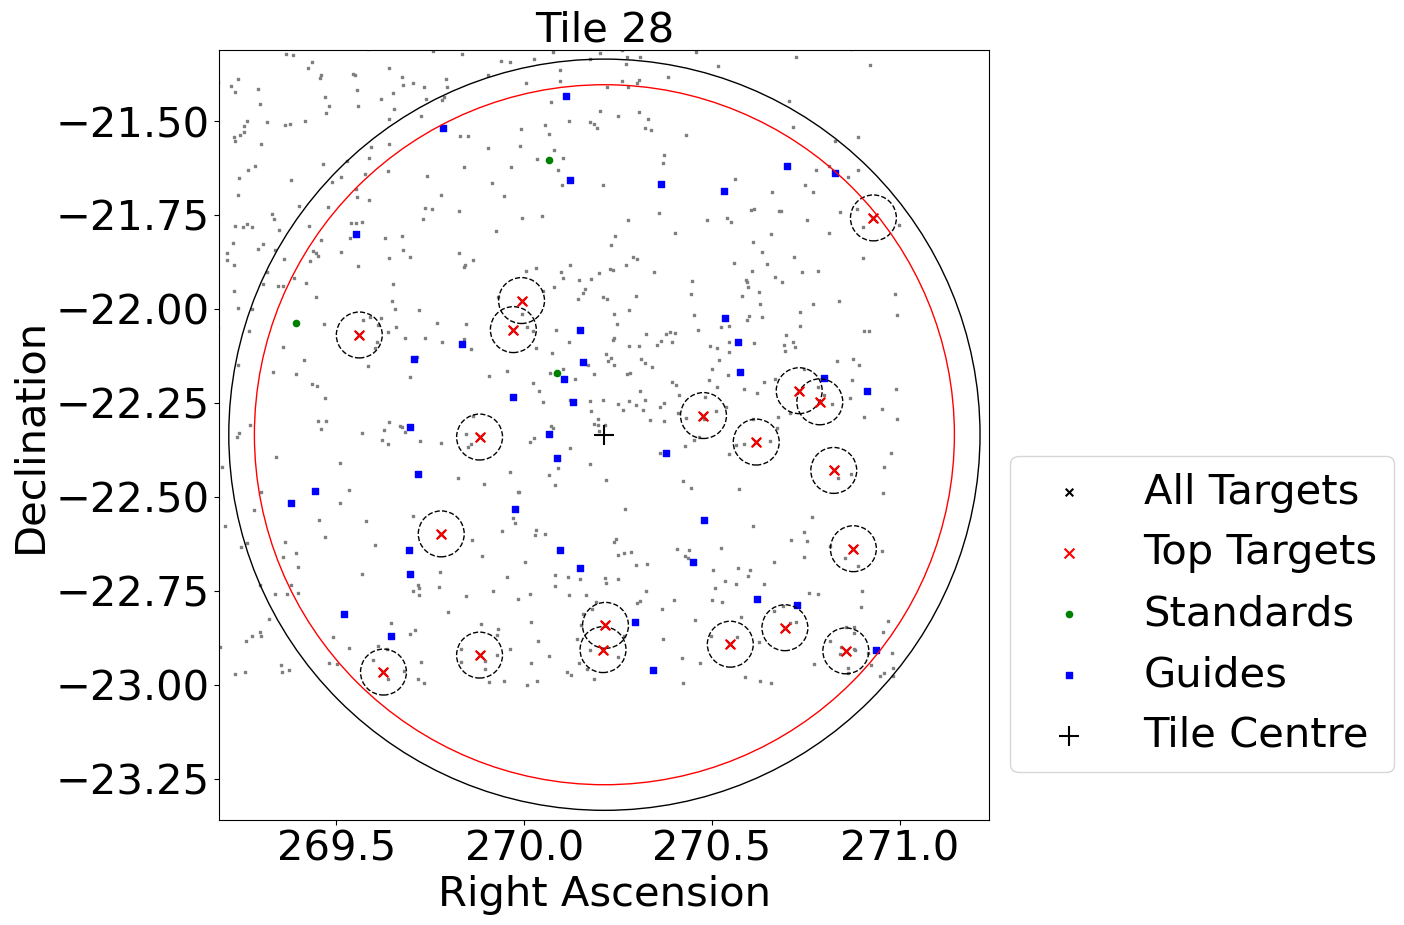 Tile 28
Declination
−21.50
−21.75
−22.00
−22.25
−22.50
−22.75
−23.00
−23.25
269.5 270.0 270.5 271.0
Right Ascension
All Targets
Top Targets
Standards
Guides
Tile Centre